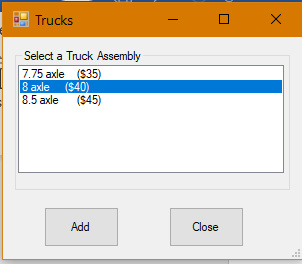 Trucks
Select a Truck Assembly
7.75 axle ($35)
8 axle ($40)
8.5 axle ($45)
Add Close